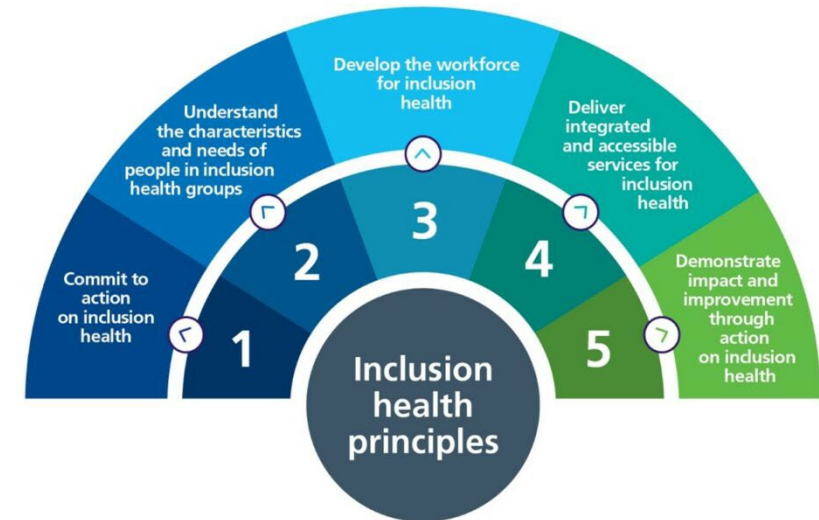 Inclusion
health
principles
1
Commit to
action
on inclusion
health
2
Understand
the characteristics
and needs of
people in inclusion
health groups
3
Develop the workforce
for inclusion
health
4
Deliver
integrated
and accessible
services for
inclusion
health
5
Demonstrate
impact and
improvement
through
action
on inclusion
health